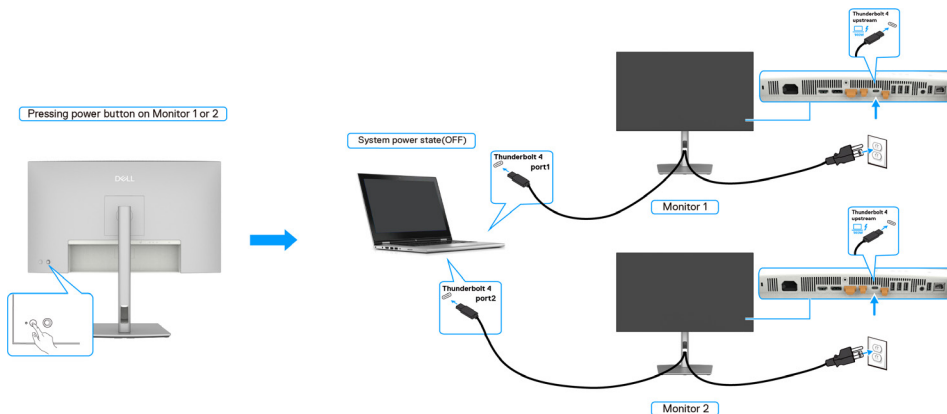 Pressing power button on Monitor 1 or 2
DELL
System power state(OFF)
Thunderbolt 4
port1
Thunderbolt 4
upstream
Monitor 1
Thunderbolt 4
port2
Thunderbolt 4
upstream
Monitor 2